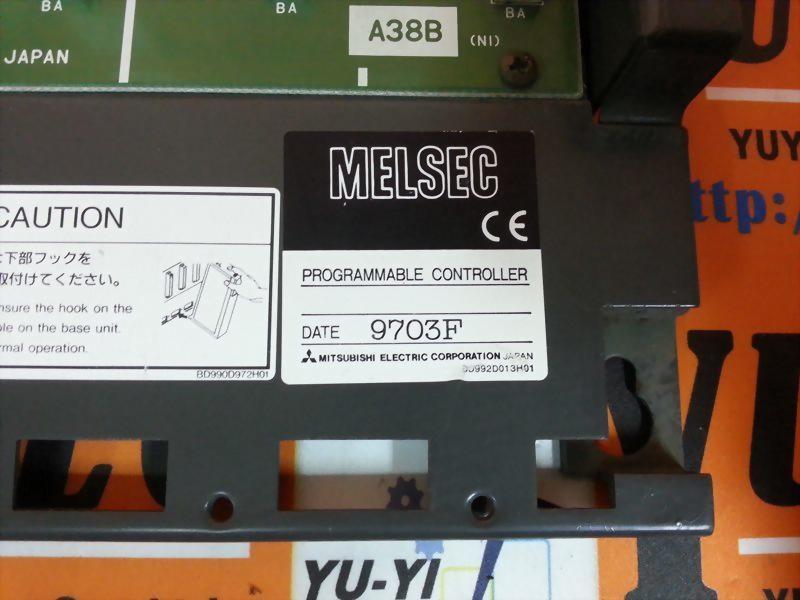 BA
BA
BA
JAPAN
A38B
(NI)
MELSEC
CE
CAUTION
下部フックを
取付けてください。
nsure the hook on the
ole on the base unit.
rmal operation.
BD990D972H01
PROGRAMMABLE CONTROLLER
DATE 9703F
MITSUBISHI ELECTRIC CORPORATION JAPAN
BD992D013H01
YUY
ttp:
YU-YI